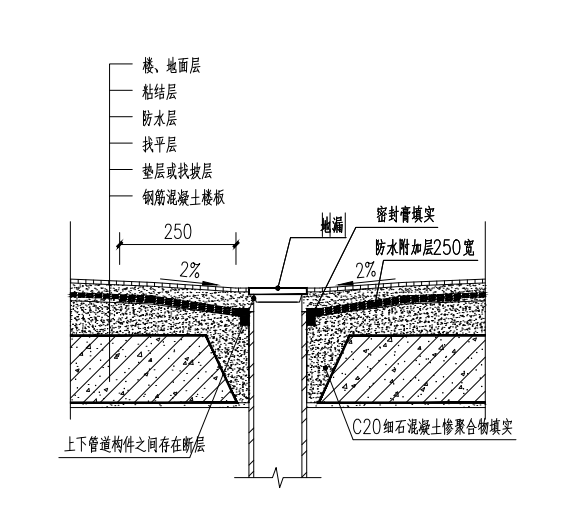 楼、地面层
粘结层
防水层
找平层
垫层或找披层
钢筋混凝土楼板
250
地漏
密封膏填实
防水附加层250宽
2%
2%
C20细石混凝土惨聚合物填实
上下管道构件之间存在断层